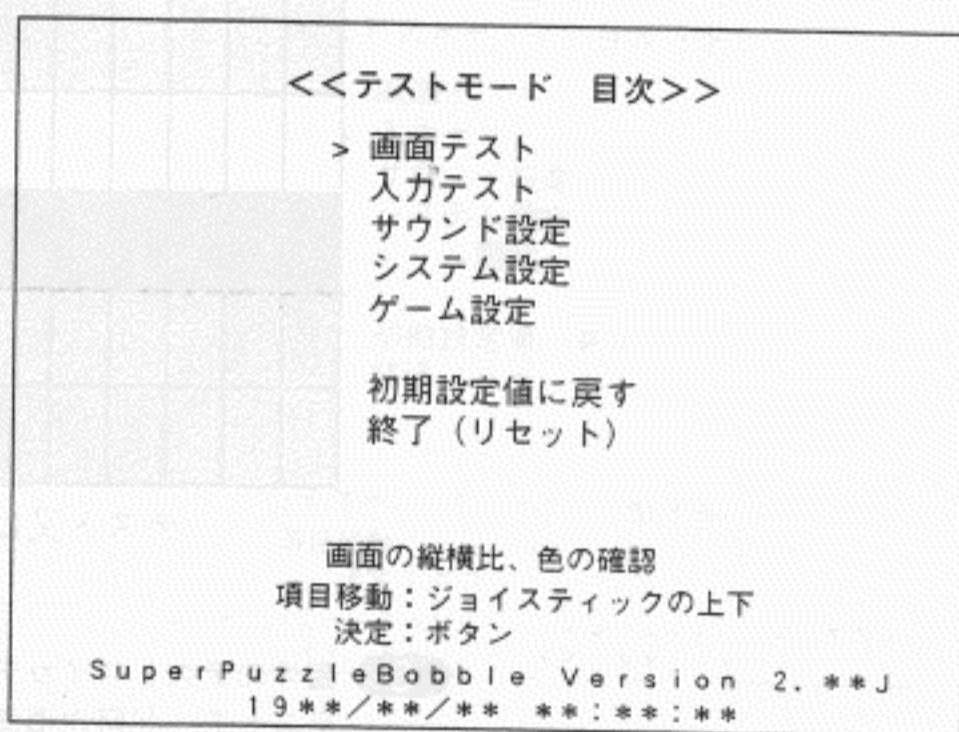 <<テストモード　目次>>
> 画面テスト
入力テスト
サウンド設定
システム設定
ゲーム設定
初期設定値に戻す
終了（リセット）
画面の縦横比、色の確認
項目移動：ジョイスティックの上下
決定：ボタン
SuperPuzzleBobble Version 2.**J
19**/**/** **:**:**